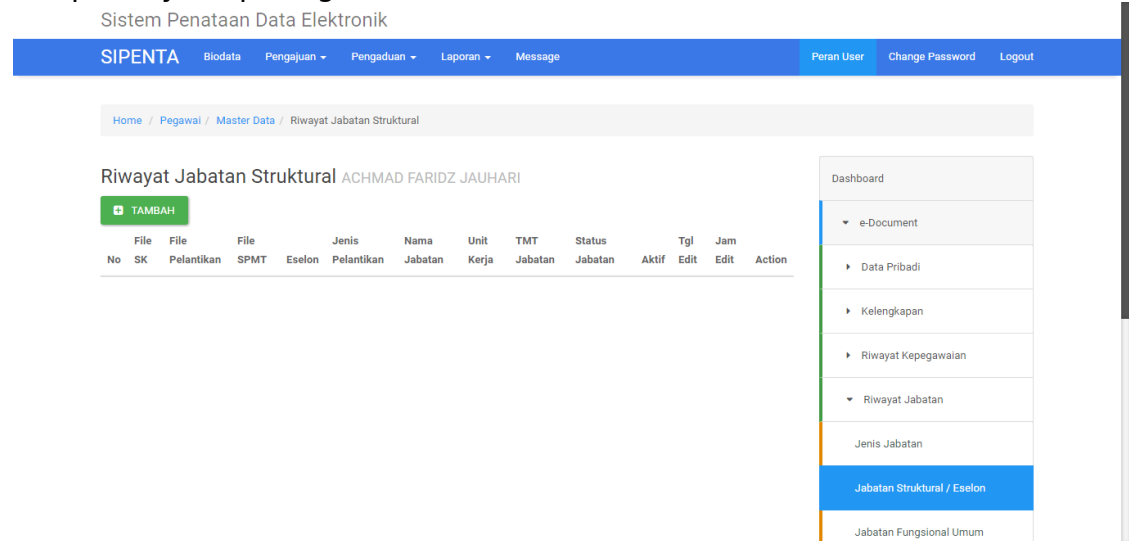 Sistem Penataan Data Elektronik
SIPENTA Biodata Pengajuan Pengaduan Laporan Message Peran User Change Password Logout
Home / Pegawai / Master Data / Riwayat Jabatan Struktural
Riwayat Jabatan Struktural ACHMAD FARIDZ JAUHARI
TAMBAH
File File File Jenis Nama Unit TMT Status Tgl Jam
No SK Pelantikan SPMT Eselon Pelantikan Jabatan Kerja Jabatan Jabatan Aktif Edit Edit Action
Dashboard
e-Document
Data Pribadi
Kelengkapan
Riwayat Kepegawaian
Riwayat Jabatan
Jenis Jabatan
Jabatan Struktural / Eselon
Jabatan Fungsional Umum